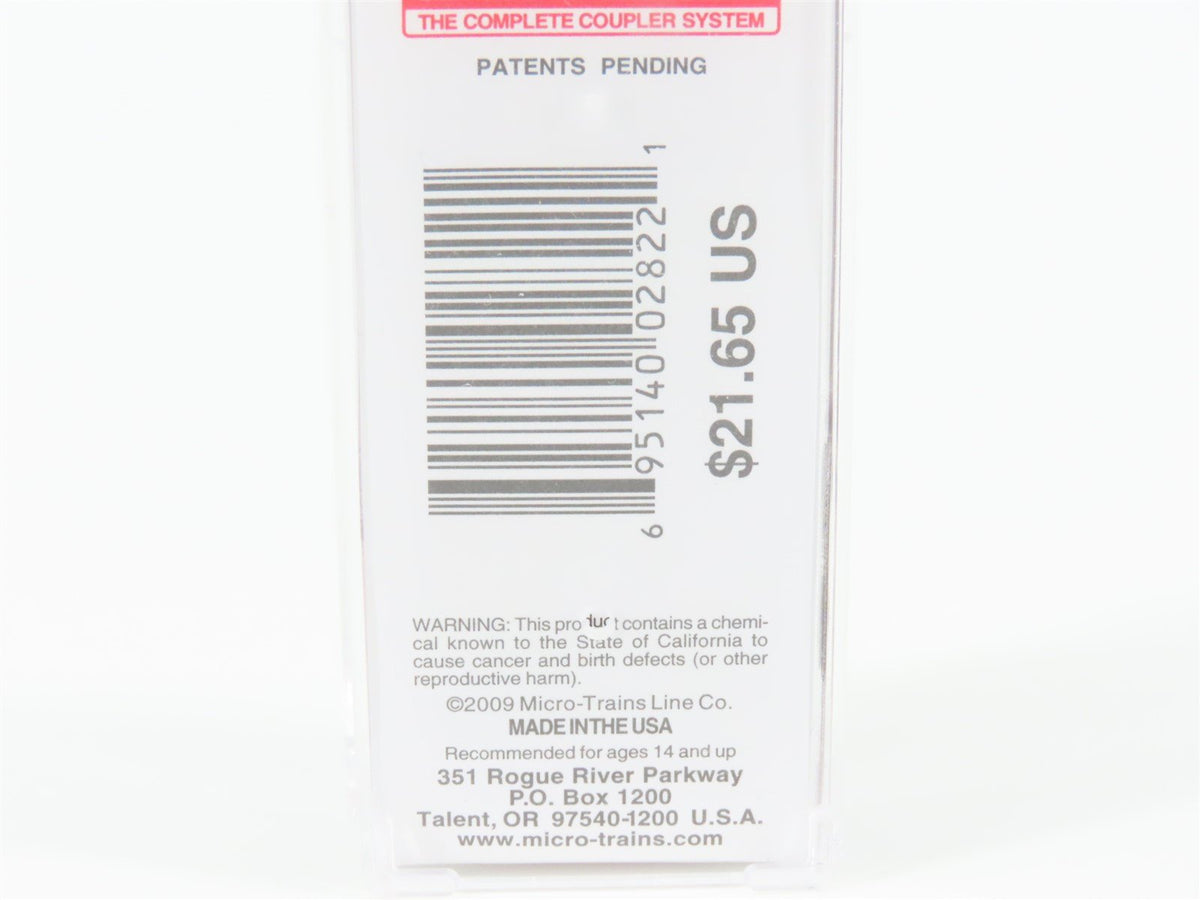 THE COMPLETE COUPLER SYSTEM
PATENTS PENDING
6 95140 02822 1
$21.65 US
WARNING: This product contains a chemi-
cal known to the State of California to
cause cancer and birth defects (or other
reproductive harm).
©2009 Micro-Trains Line Co.
MADE IN THE USA
Recommended for ages 14 and up
351 Rogue River Parkway
P.O. Box 1200
Talent, OR 97540-1200 U.S.A.
www.micro-trains.com